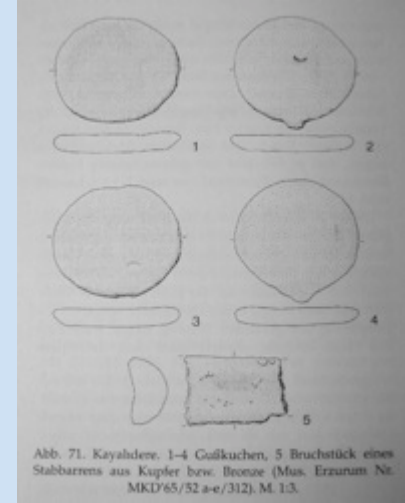 1
2
3
4
5
Abb. 71. Kayalıdere. 1–4 Gußkuchen, 5 Bruchstück eines
Stabbarrens aus Kupfer bzw. Bronze (Mus. Erzurum Nr.
MKD'65/52 a-e/312). M. 1:3.